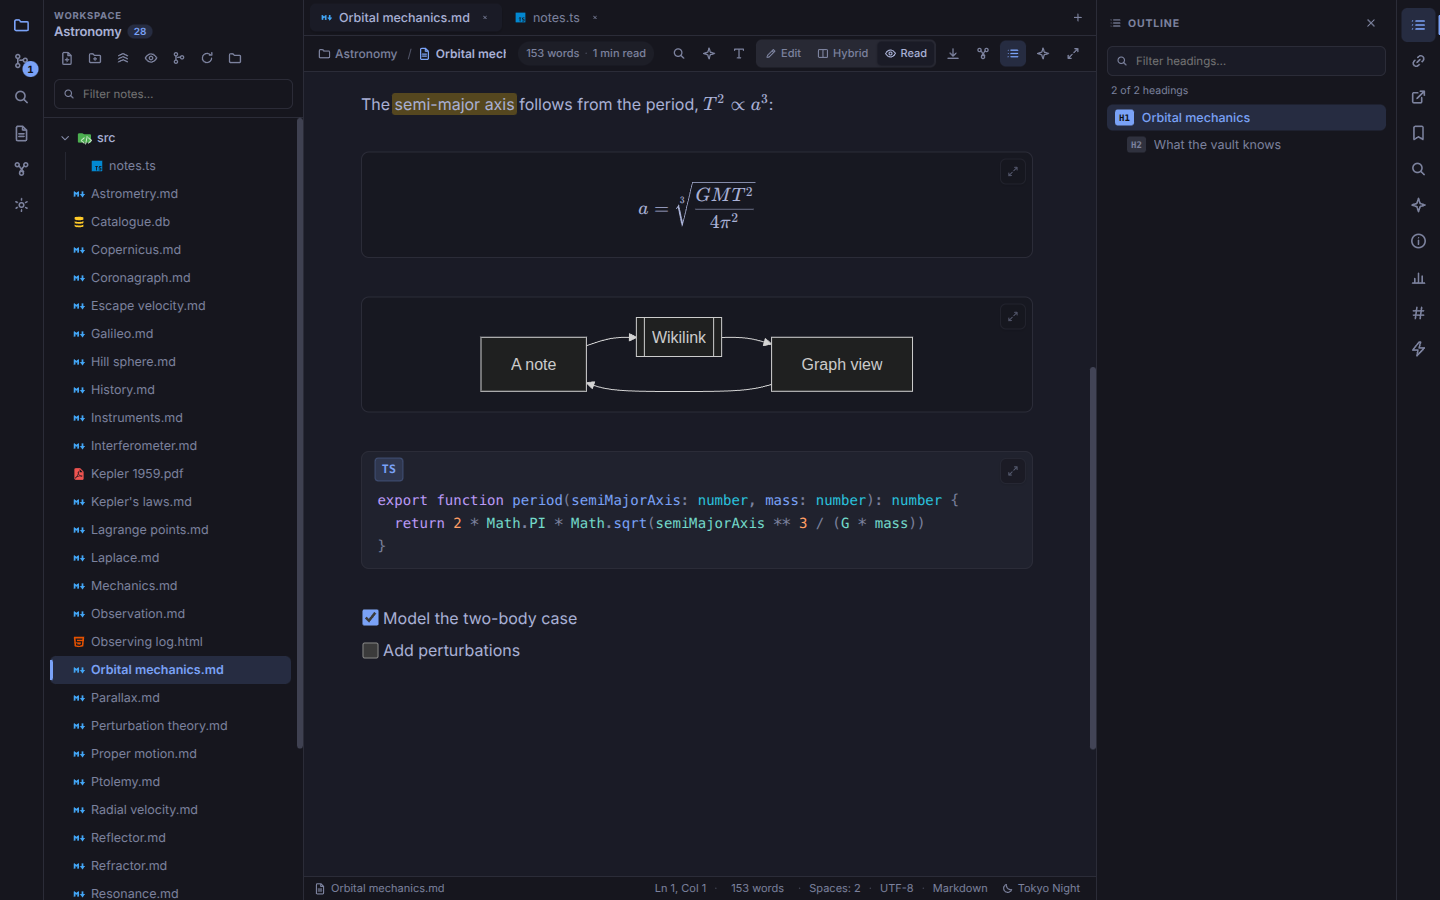 WORKSPACE
Astronomy 28
1
Filter notes...
src
notes.ts
Astrometry.md
Catalogue.db
Copernicus.md
Coronagraph.md
Escape velocity.md
Galileo.md
Hill sphere.md
History.md
Instruments.md
Interferometer.md
Kepler 1959.pdf
Kepler's laws.md
Lagrange points.md
Laplace.md
Mechanics.md
Observation.md
Observing log.html
Orbital mechanics.md
Parallax.md
Perturbation theory.md
Proper motion.md
Ptolemy.md
Radial velocity.md
Reflector.md
Refractor.md
Resonance.md
Orbital mechanics.md × notes.ts ×
Astronomy / Orbital mech 153 words · 1 min read Edit Hybrid Read
The semi-major axis follows from the period, T² ∝ a³:
a = ∛(GMT²/4π²)
A note
Wikilink
Graph view
TS
export function period(semiMajorAxis: number, mass: number): number {
return 2 * Math.PI * Math.sqrt(semiMajorAxis ** 3 / (G * mass))
}
Model the two-body case
Add perturbations
Orbital mechanics.md Ln 1, Col 1 · 153 words · Spaces: 2 · UTF-8 · Markdown Tokyo Night
OUTLINE
Filter headings...
2 of 2 headings
H1 Orbital mechanics
H2 What the vault knows